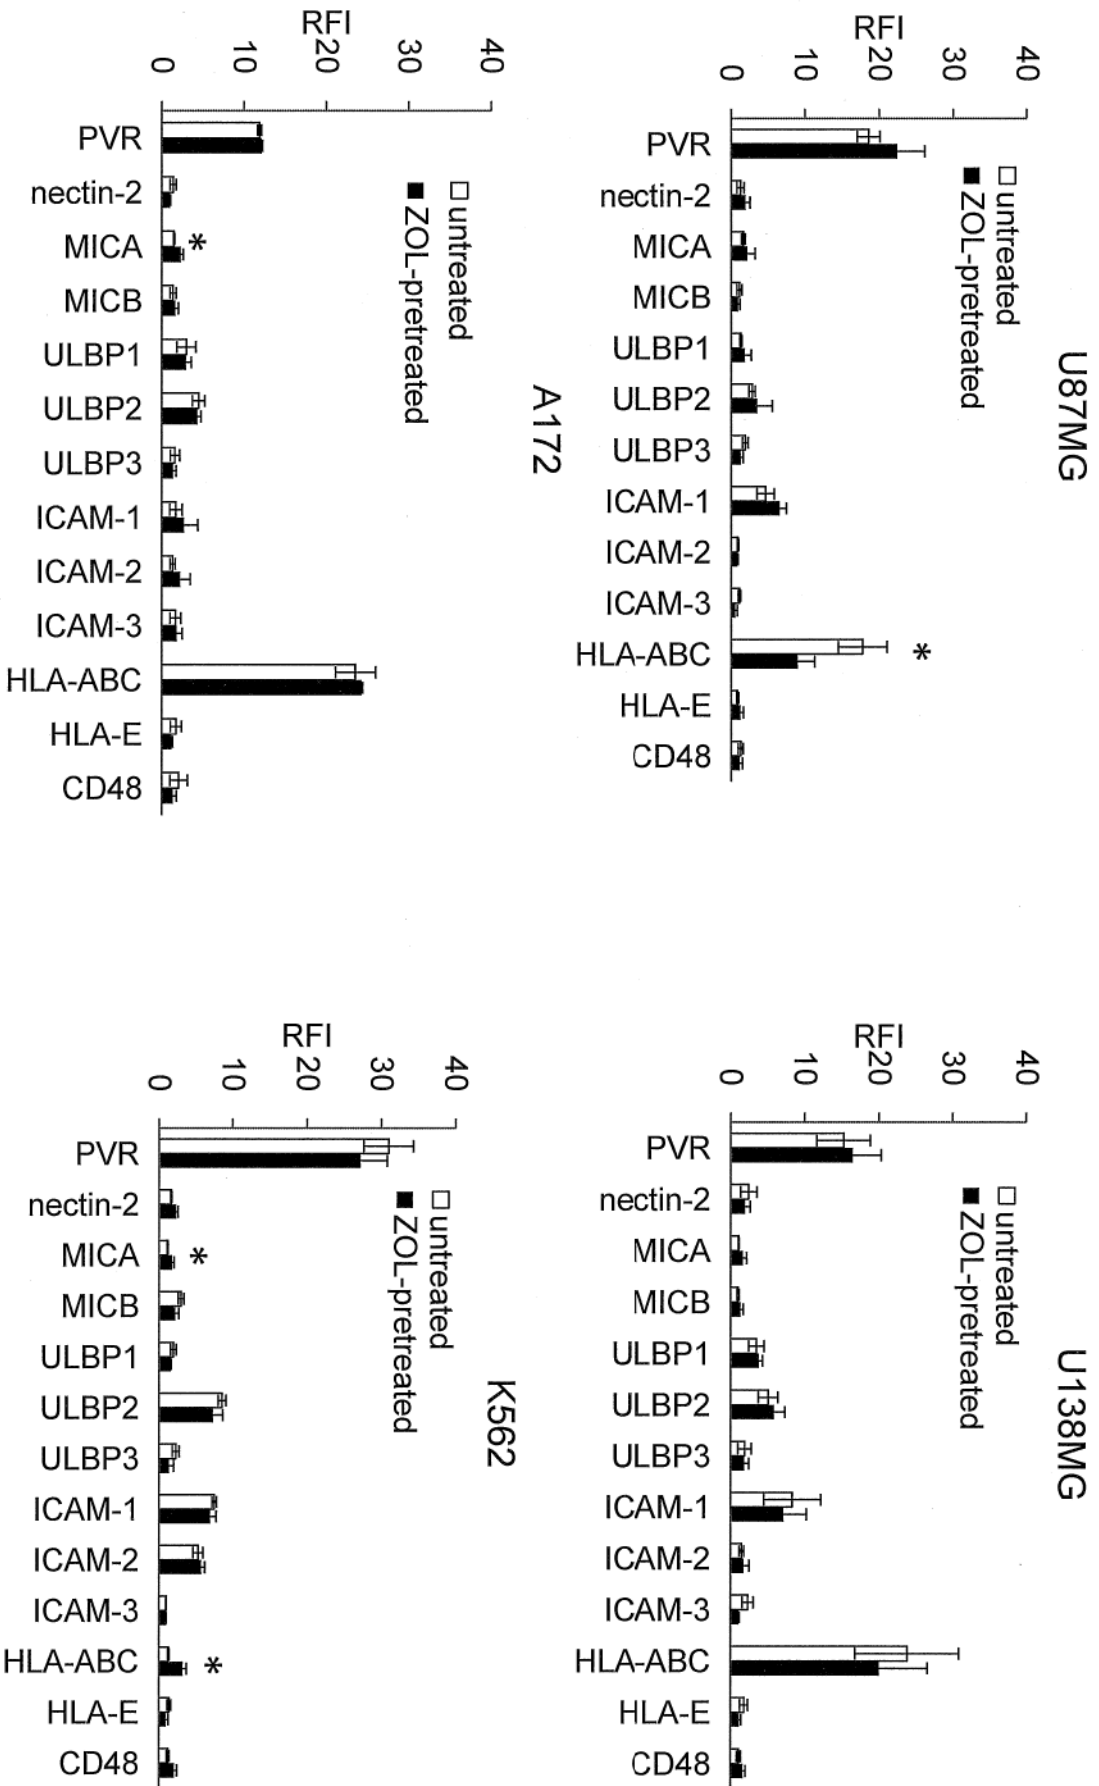 U87MG
RFI
40
30
20
10
0
untreated
ZOL-pretreated
*
PVR
nectin-2
MICA
MICB
ULBP1
ULBP2
ULBP3
ICAM-1
ICAM-2
ICAM-3
HLA-ABC
HLA-E
CD48
U138MG
RFI
40
30
20
10
0
untreated
ZOL-pretreated
PVR
nectin-2
MICA
MICB
ULBP1
ULBP2
ULBP3
ICAM-1
ICAM-2
ICAM-3
HLA-ABC
HLA-E
CD48
A172
RFI
40
30
20
10
0
untreated
ZOL-pretreated
*
PVR
nectin-2
MICA
MICB
ULBP1
ULBP2
ULBP3
ICAM-1
ICAM-2
ICAM-3
HLA-ABC
HLA-E
CD48
K562
RFI
40
30
20
10
0
untreated
ZOL-pretreated
*
*
PVR
nectin-2
MICA
MICB
ULBP1
ULBP2
ULBP3
ICAM-1
ICAM-2
ICAM-3
HLA-ABC
HLA-E
CD48